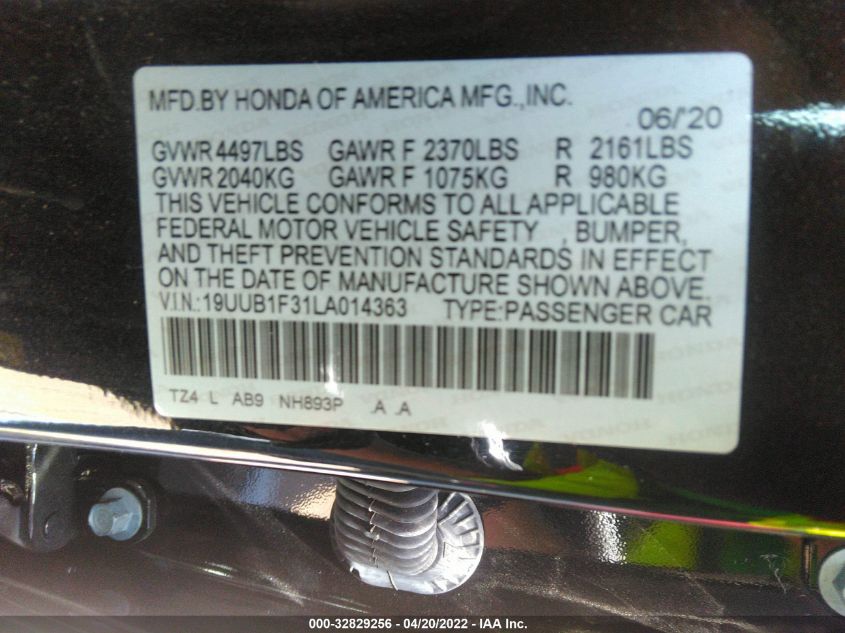 MFD.BY HONDA OF AMERICA MFG.,INC.
06/'20
GVWR 4497LBS GAWR F 2370LBS R 2161LBS
GVWR 2040KG GAWR F 1075KG R 980KG
THIS VEHICLE CONFORMS TO ALL APPLICABLE
FEDERAL MOTOR VEHICLE SAFETY , BUMPER,
AND THEFT PREVENTION STANDARDS IN EFFECT
ON THE DATE OF MANUFACTURE SHOWN ABOVE.
V.I.N.:19UUB1F31LA014363 TYPE:PASSENGER CAR
TZ4 L AB9 NH893P .A .A
000-32829256 - 04/20/2022 - IAA Inc.